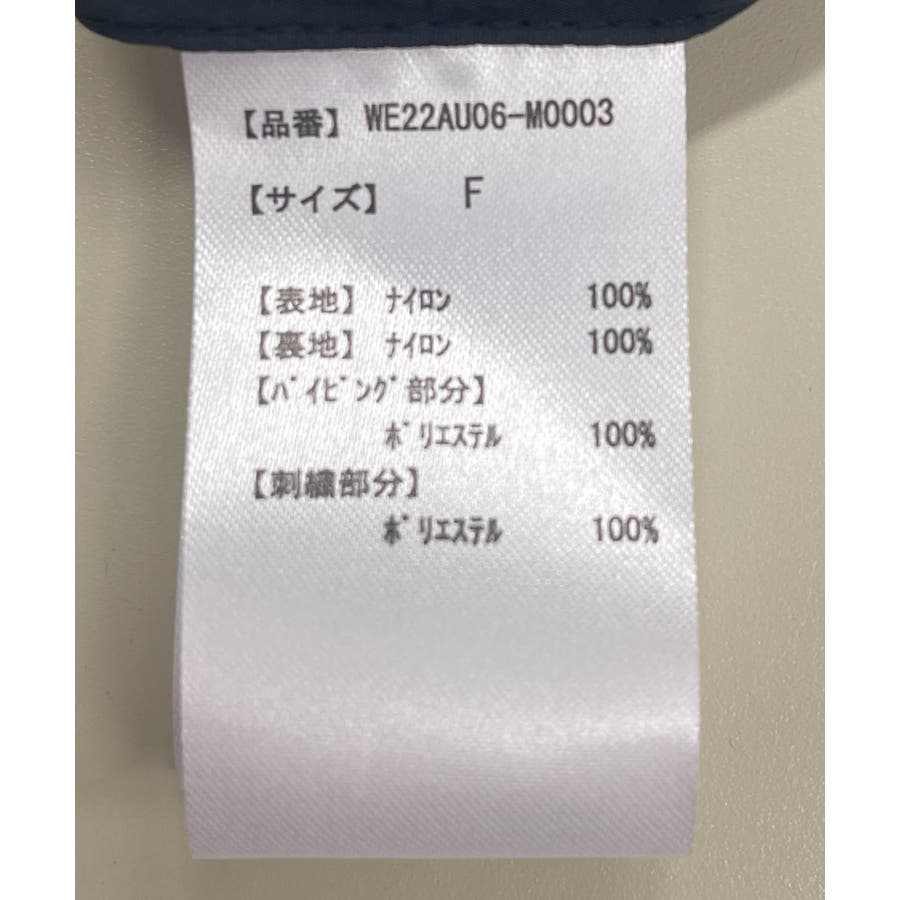 【品番】 WE22AU06-M0003
【サイズ】 F
【表地】 ﾅｲﾛﾝ 100%
【裏地】 ﾅｲﾛﾝ 100%
【ﾊﾟｲﾋﾟﾝｸﾞ部分】
ﾎﾟﾘｴｽﾃﾙ 100%
【刺繍部分】
ﾎﾟﾘｴｽﾃﾙ 100%